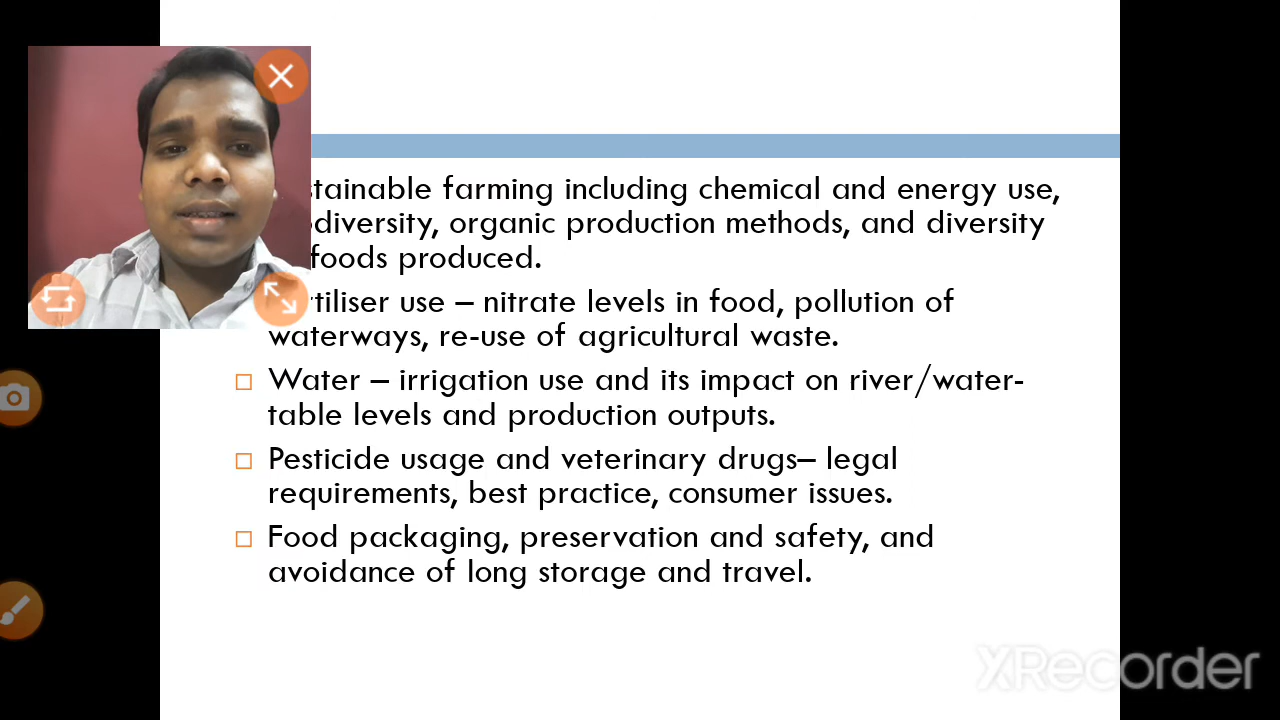 stainable farming including chemical and energy use,
diversity, organic production methods, and diversity
foods produced.
tiliser use – nitrate levels in food, pollution of
waterways, re-use of agricultural waste.
Water – irrigation use and its impact on river/water-
table levels and production outputs.
Pesticide usage and veterinary drugs– legal
requirements, best practice, consumer issues.
Food packaging, preservation and safety, and
avoidance of long storage and travel.
XRecorder